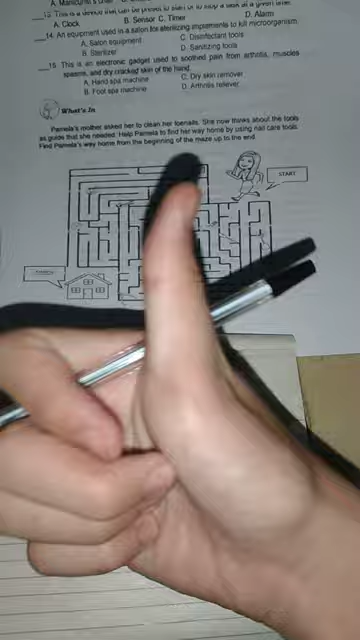 A. Manicurist's chair
___13. This is a device that can be preset to start or to stop at a given time.
A. Clock B. Sensor C. Timer D. Alarm
___14. An equipment used in a salon for sterilizing implements to kill microorganism.
A. Salon equipment C. Disinfectant tools
B. Sterilizer D. Sanitizing tools
___15. This is an electronic gadget used to soothed pain from arthritis, muscles
spasms, and dry cracked skin of the hand.
A. Hand spa machine C. Dry skin remover
B. Foot spa machine D. Arthritis reliever
What's In
Pamela's mother asked her to clean her toenails. She now thinks about the tools
as guide that she needed. Help Pamela to find her way home by using nail care tools.
Find Pamela's way home from the beginning of the maze up to the end.
START